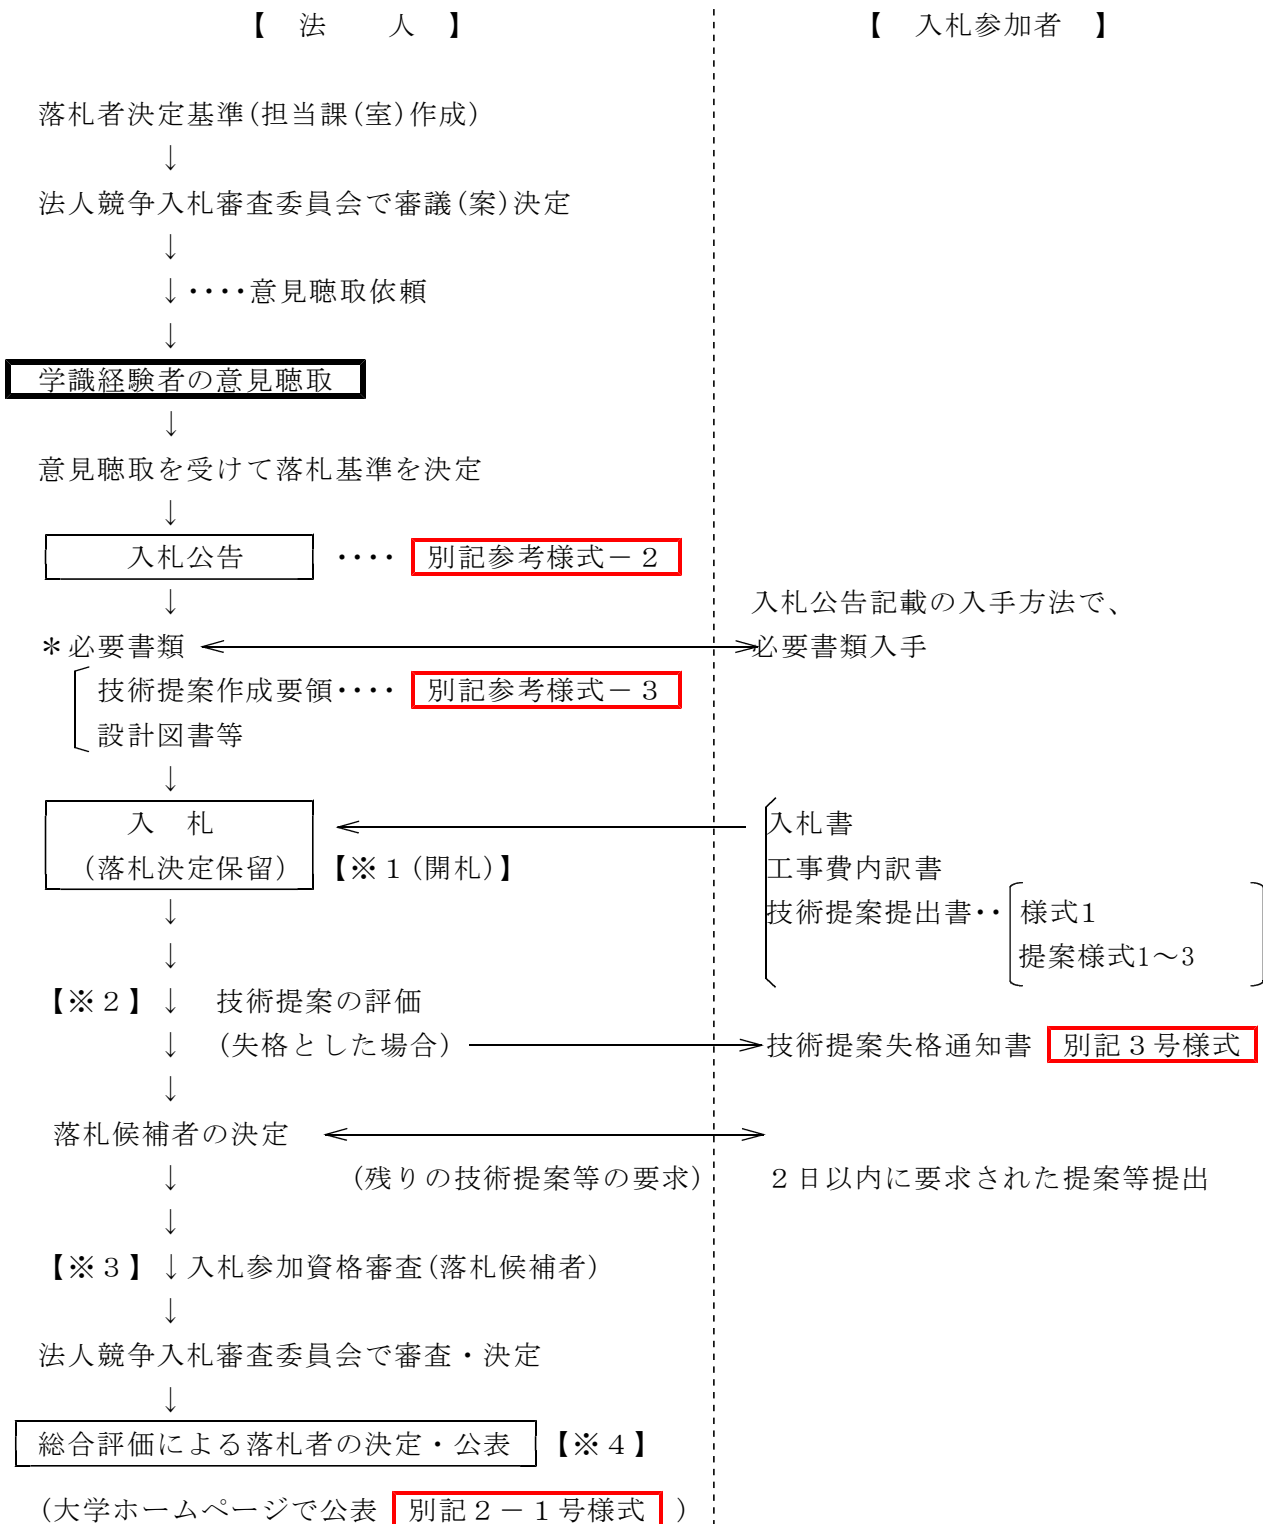 【　法　　人　】　　【　入札参加者　】
落札者決定基準(担当課(室)作成)
↓
法人競争入札審査委員会で審議(案)決定
↓
↓・・・・意見聴取依頼
↓
学識経験者の意見聴取
↓
意見聴取を受けて落札基準を決定
↓
入札公告　・・・・　別記参考様式－２
↓　　入札公告記載の入手方法で、
＊必要書類　　必要書類入手
技術提案作成要領・・・・　別記参考様式－３
設計図書等
↓
入　札　　入札書
(落札決定保留)　【※１(開札)】　　工事費内訳書
↓　　技術提案提出書・・　様式1
↓　　提案様式1～3
【※２】↓　技術提案の評価
↓　(失格とした場合)　　技術提案失格通知書　別記３号様式
↓
落札候補者の決定
↓　　(残りの技術提案等の要求)　　２日以内に要求された提案等提出
↓
【※３】↓入札参加資格審査(落札候補者)
↓
法人競争入札審査委員会で審査・決定
↓
総合評価による落札者の決定・公表　【※４】
(大学ホームページで公表　別記２－１号様式　)